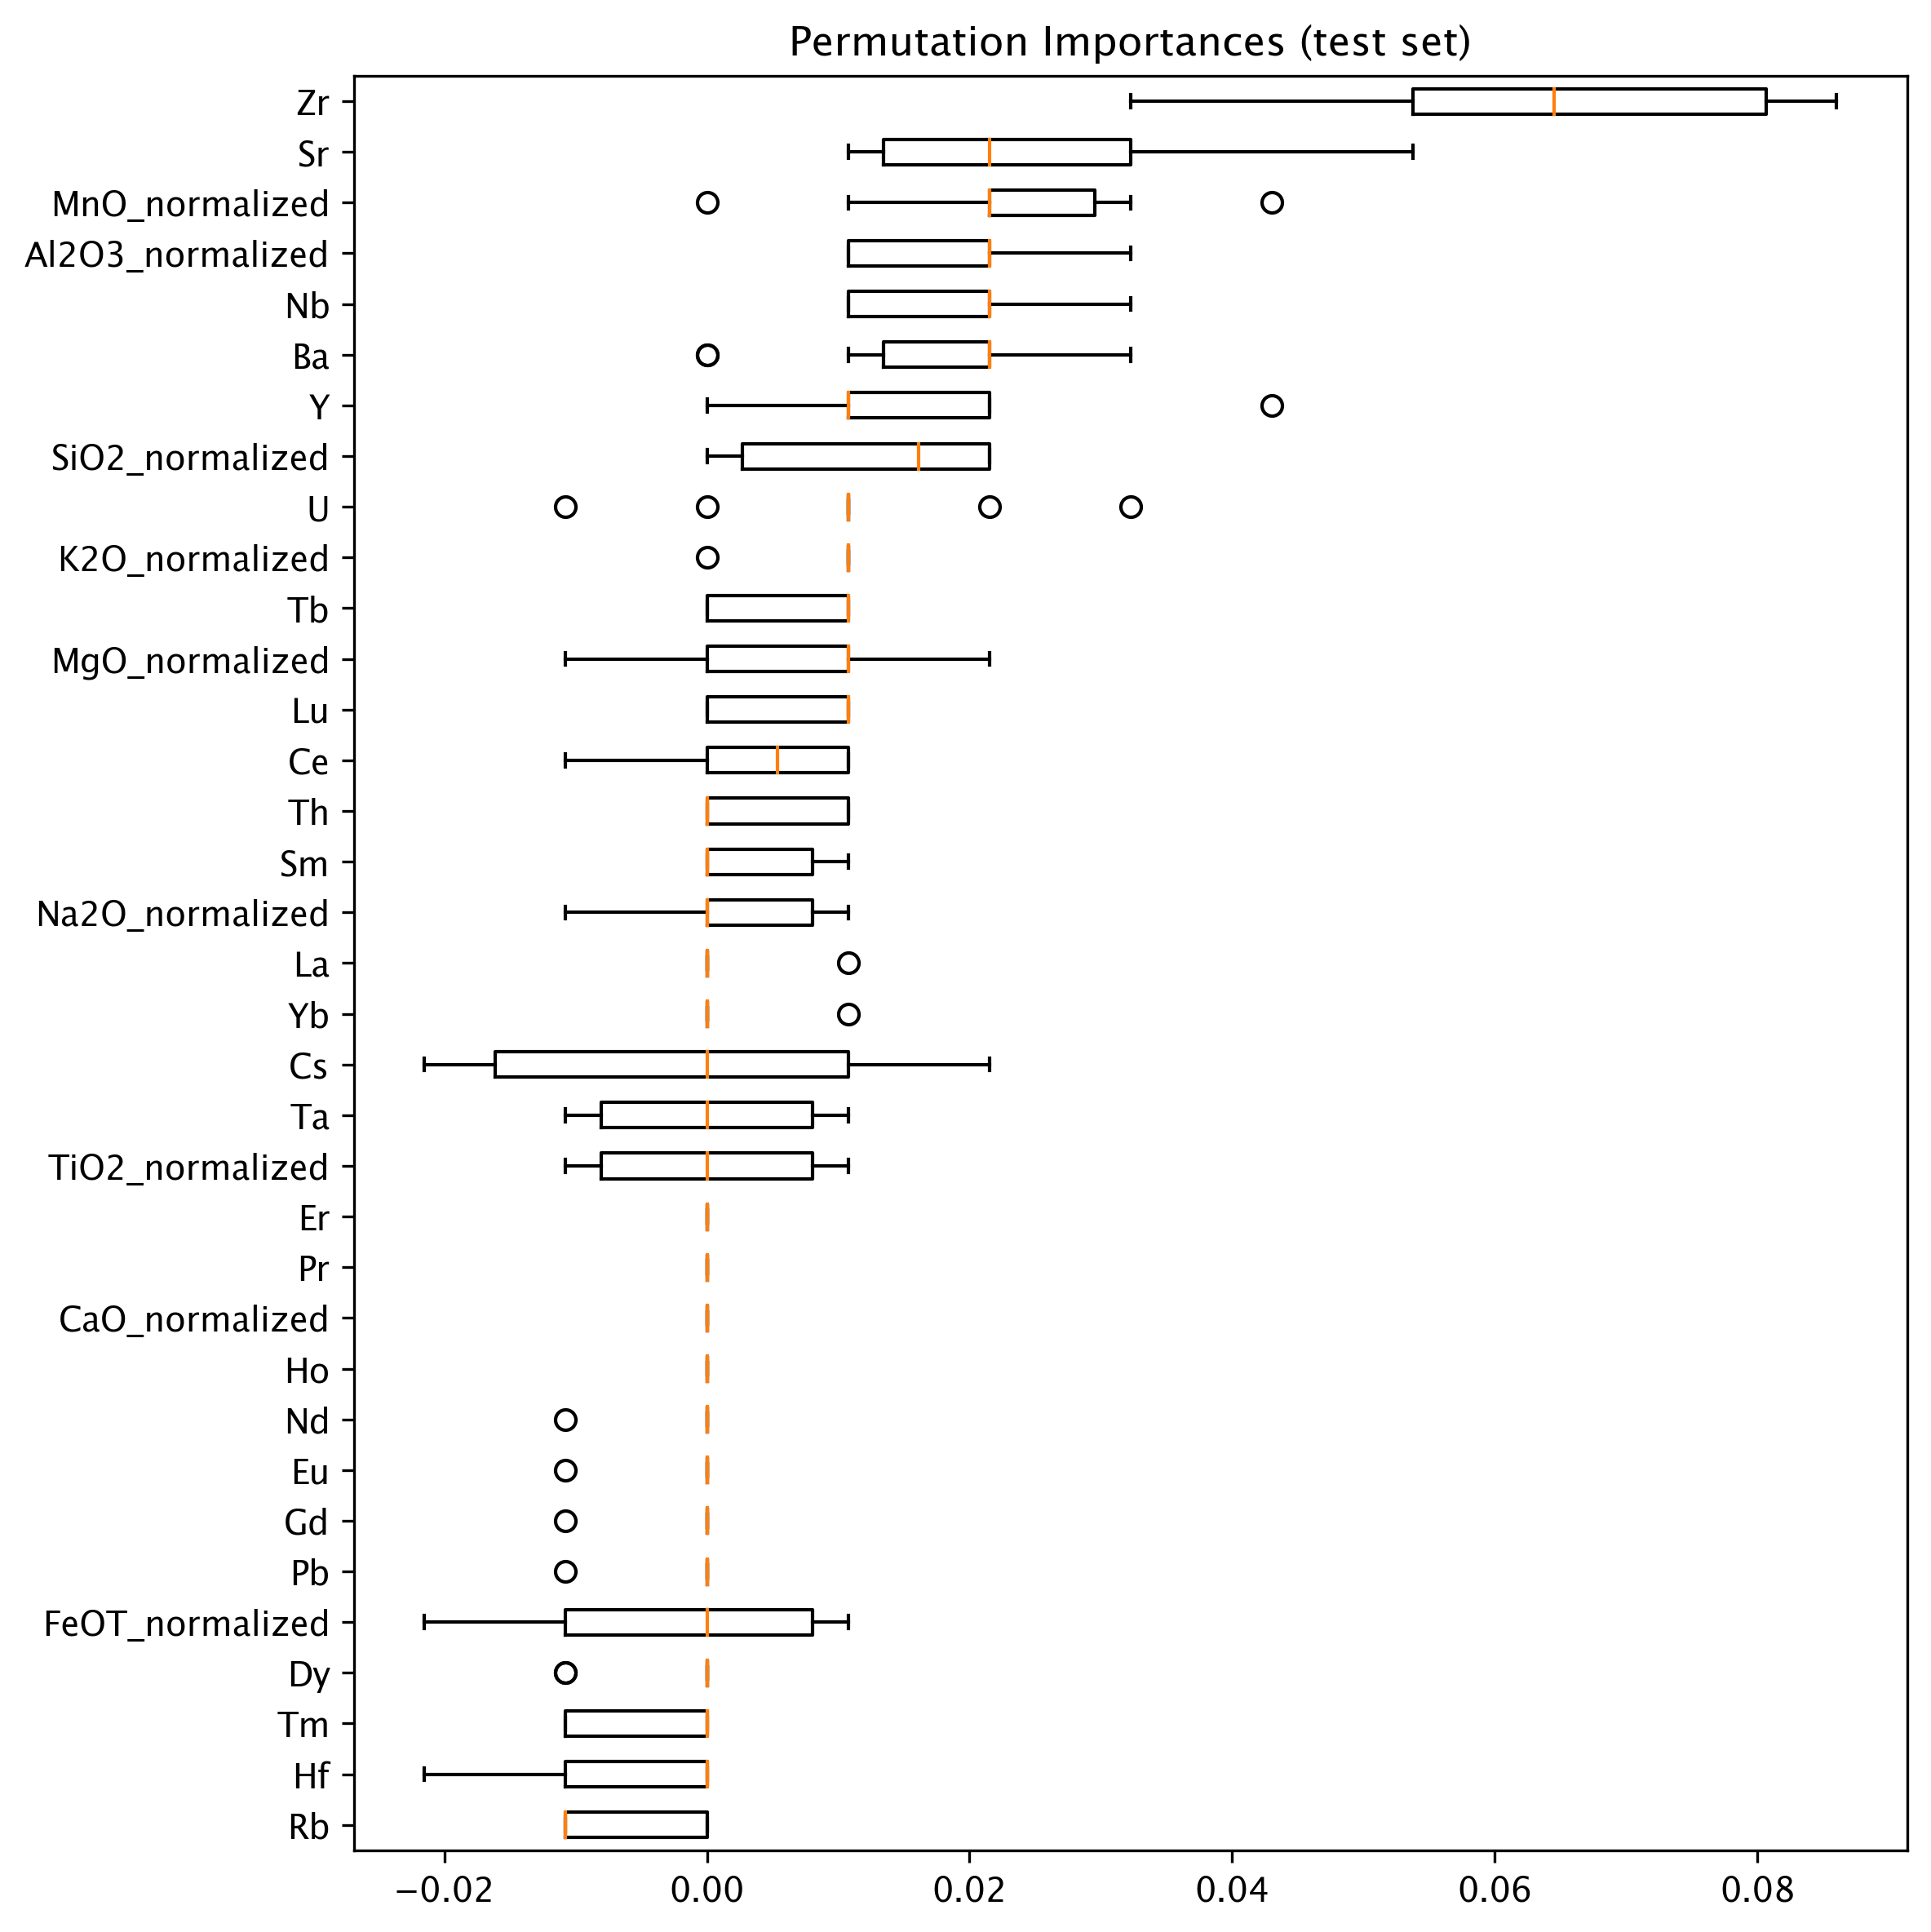 Permutation Importances (test set)
Zr
Sr
MnO_normalized
Al2O3_normalized
Nb
Ba
Y
SiO2_normalized
U
K2O_normalized
Tb
MgO_normalized
Lu
Ce
Th
Sm
Na2O_normalized
La
Yb
Cs
Ta
TiO2_normalized
Er
Pr
CaO_normalized
Ho
Nd
Eu
Gd
Pb
FeOT_normalized
Dy
Tm
Hf
Rb
−0.02 0.00 0.02 0.04 0.06 0.08